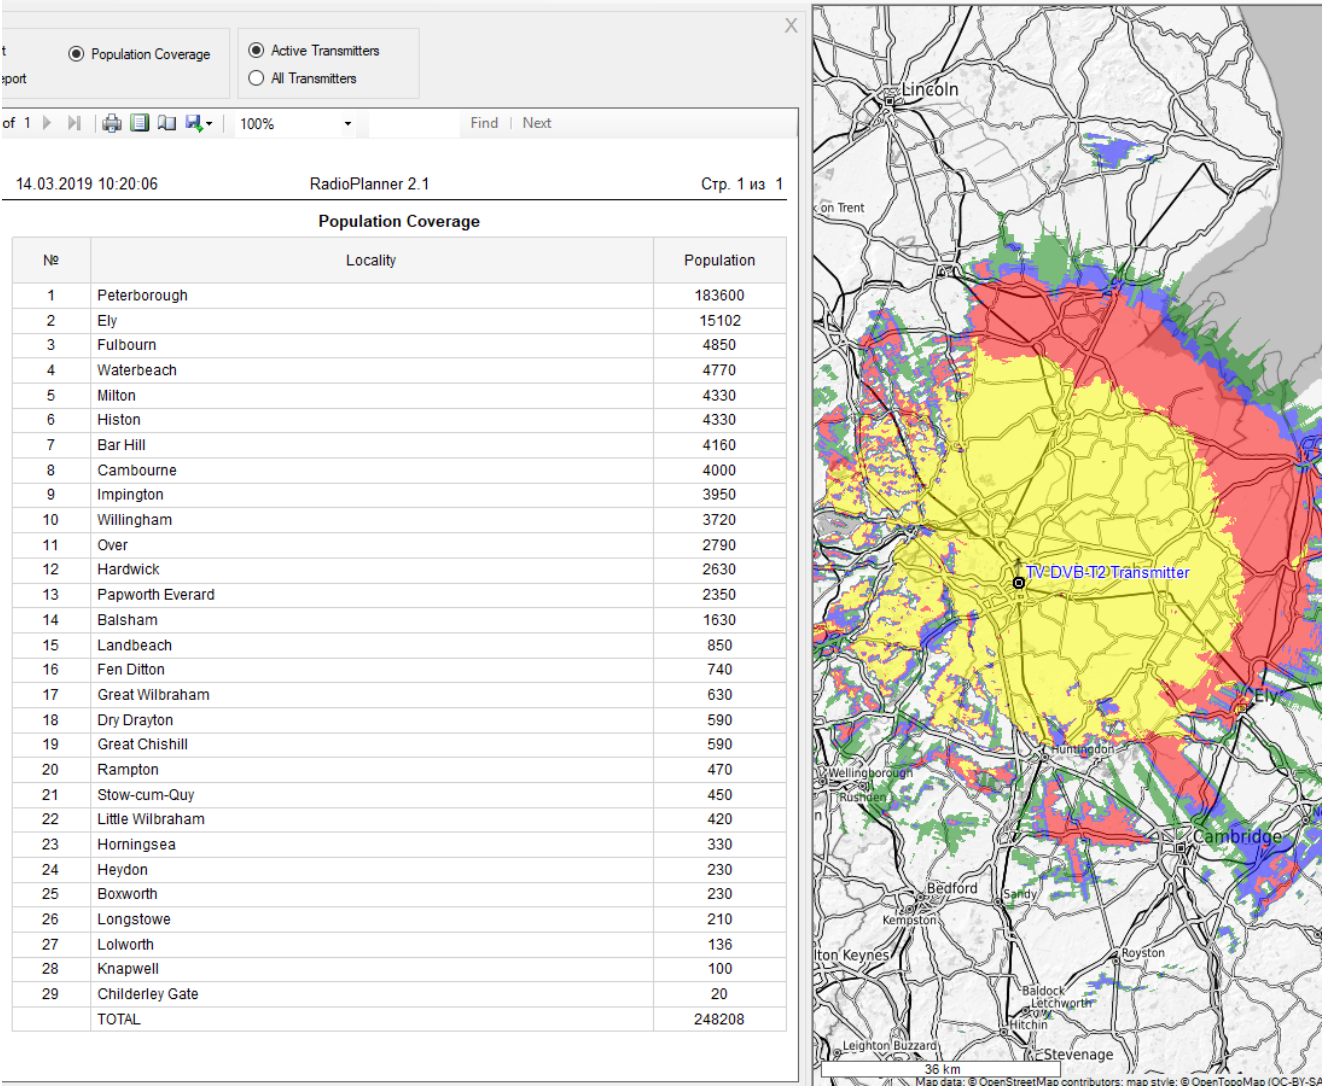 t
Population Coverage
Active Transmitters
port
All Transmitters
X
of 1
100%
Find | Next
14.03.2019 10:20:06
RadioPlanner 2.1
Стр. 1 из 1
Population Coverage
№ Locality Population
1 Peterborough 183600
2 Ely 15102
3 Fulbourn 4850
4 Waterbeach 4770
5 Milton 4330
6 Histon 4330
7 Bar Hill 4160
8 Cambourne 4000
9 Impington 3950
10 Willingham 3720
11 Over 2790
12 Hardwick 2630
13 Papworth Everard 2350
14 Balsham 1630
15 Landbeach 850
16 Fen Ditton 740
17 Great Wilbraham 630
18 Dry Drayton 590
19 Great Chishill 590
20 Rampton 470
21 Stow-cum-Quy 450
22 Little Wilbraham 420
23 Horningsea 330
24 Heydon 230
25 Boxworth 230
26 Longstowe 210
27 Lolworth 136
28 Knapwell 100
29 Childerley Gate 20
TOTAL 248208
Lincoln
on Trent
TV DVB-T2 Transmitter
Ely
Huntingdon
Wellingborough
Rushden
Cambridge
Bedford
Sandy
Kempston
lton Keynes
Royston
Baldock
Letchworth
Hitchin
Leighton Buzzard
Stevenage
36 km
Map data: © OpenStreetMap contributors; map style: © OpenTopoMap (OC-BY-SA